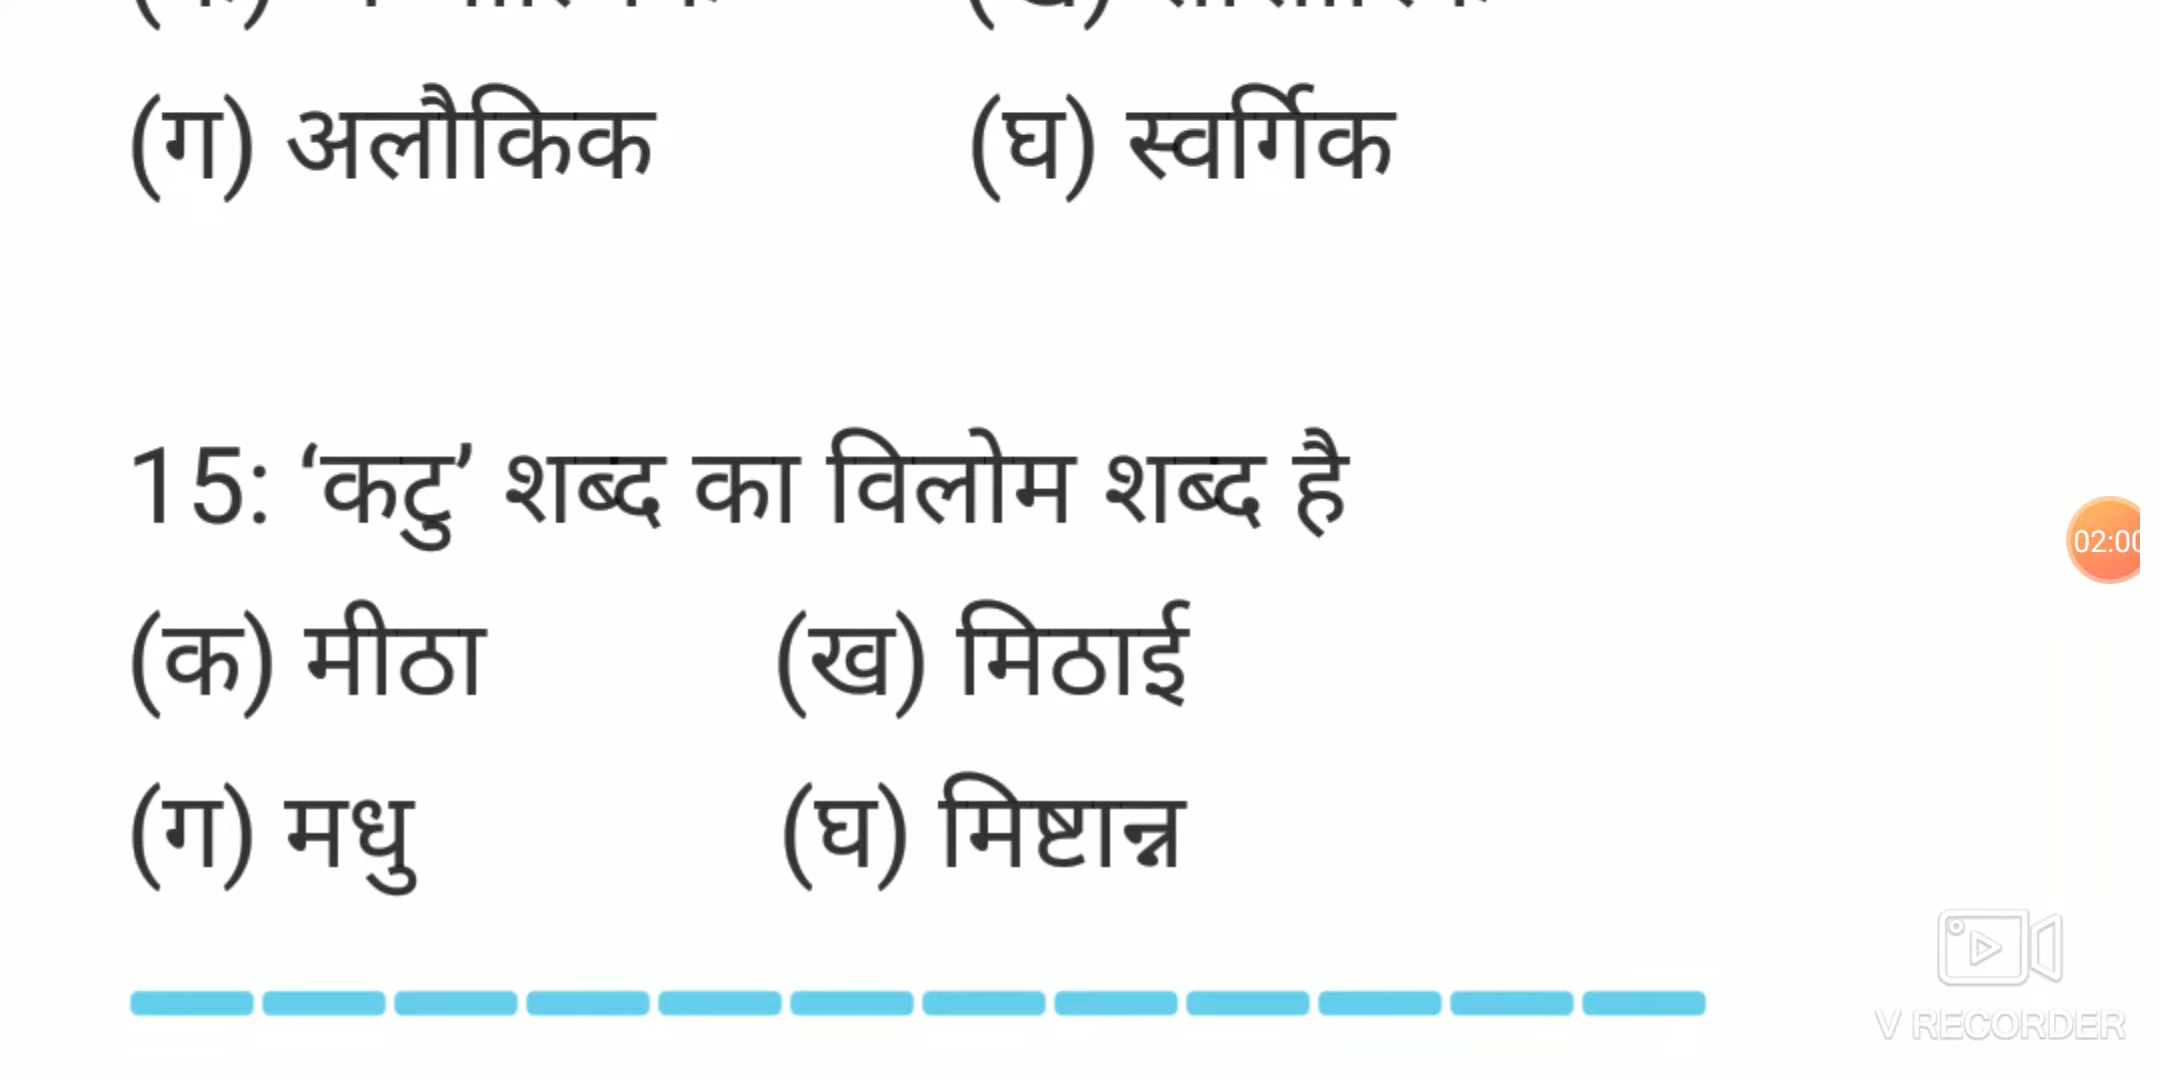 (ग) अलौकिक (घ) स्वर्गिक
15: ‘कटु’ शब्द का विलोम शब्द है
(क) मीठा (ख) मिठाई
(ग) मधु (घ) मिष्टान्न
02:00
V RECORDER